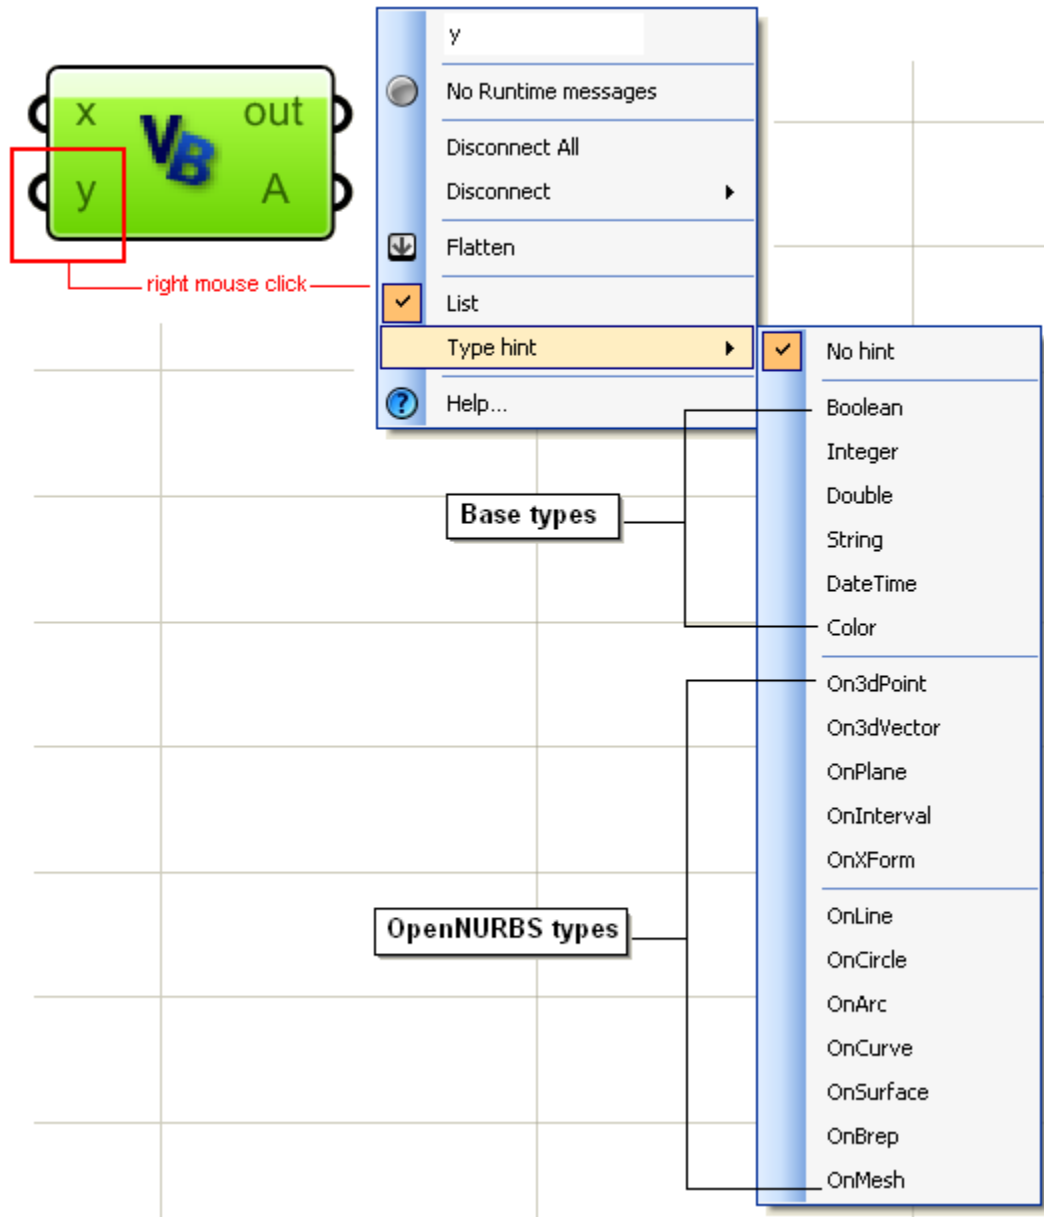 x
out
VB
y
A
right mouse click
y
No Runtime messages
Disconnect All
Disconnect
Flatten
List
Type hint
Help...
No hint
Boolean
Integer
Double
String
DateTime
Color
On3dPoint
On3dVector
OnPlane
OnInterval
OnXForm
OnLine
OnCircle
OnArc
OnCurve
OnSurface
OnBrep
OnMesh
Base types
OpenNURBS types